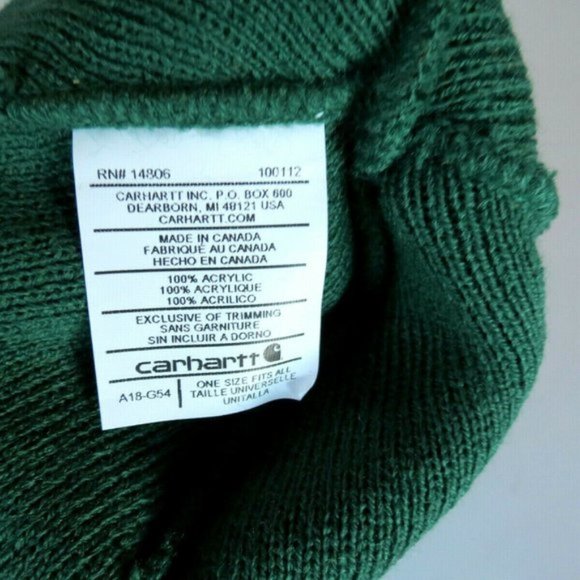 RN# 14806 100112
CARHARTT INC. P.O. BOX 600
DEARBORN, MI 48121 USA
CARHARTT.COM
MADE IN CANADA
FABRIQUÉ AU CANADA
HECHO EN CANADA
100% ACRYLIC
100% ACRYLIQUE
100% ACRILICO
EXCLUSIVE OF TRIMMING
SANS GARNITURE
SIN INCLUIR A DORNO
carhartt
A18-G54
ONE SIZE FITS ALL
TAILLE UNIVERSELLE
UNITALLA